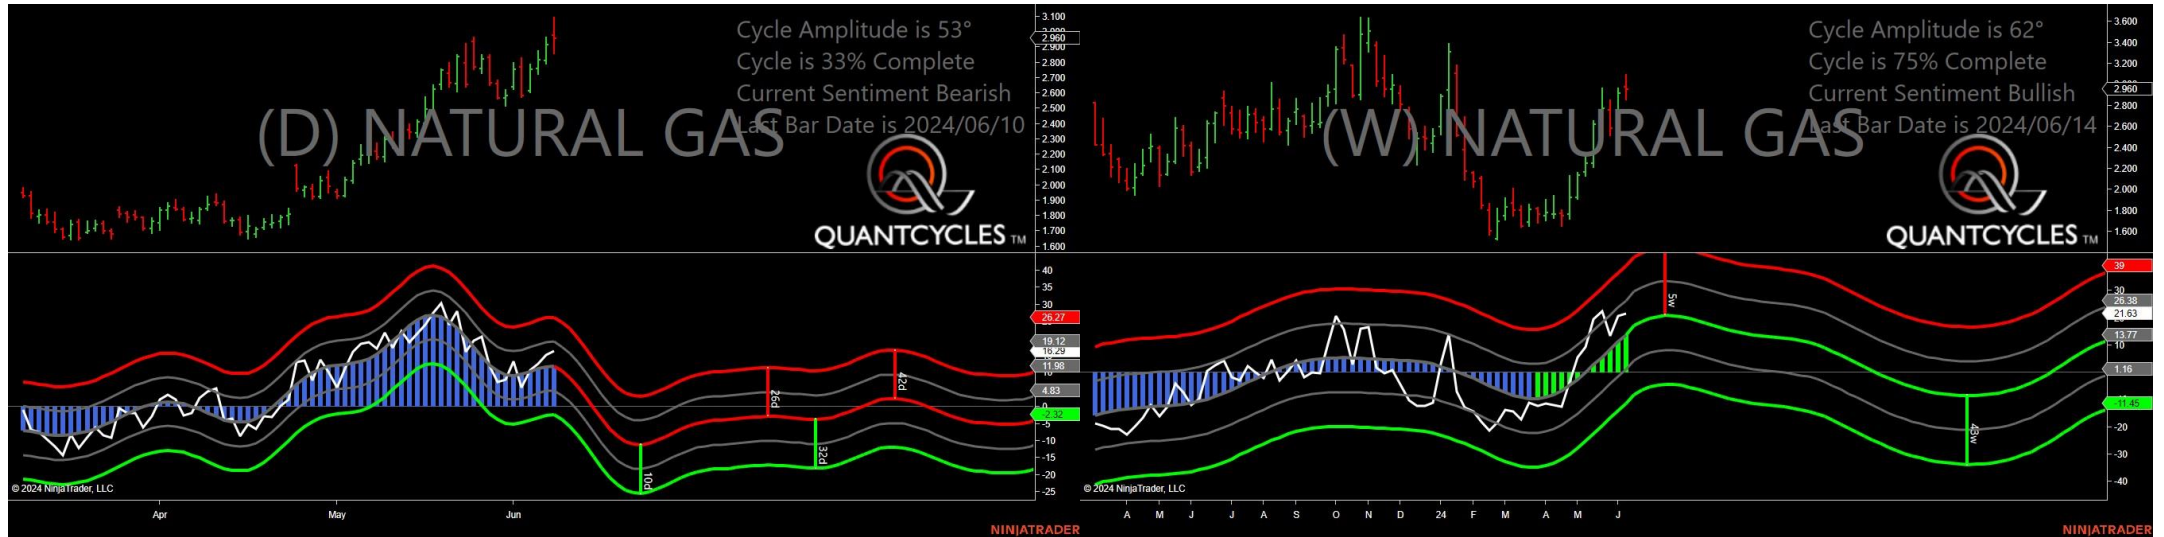 Cycle Amplitude is 53°
Cycle is 33% Complete
Current Sentiment Bearish
Last Bar Date is 2024/06/10
(D) NATURAL GAS
QUANTCYCLES TM
3.100
2.960
2.900
2.800
2.700
2.600
2.500
2.400
2.300
2.200
2.100
2.000
1.900
1.800
1.700
1.600
40
35
30
26.27
19.12
16.29
11.98
4.83
-2.32
-5
-10
-15
-20
-25
26d
42d
32d
10d
© 2024 NinjaTrader, LLC
Apr
May
Jun
NINJATRADER
Cycle Amplitude is 62°
Cycle is 75% Complete
Current Sentiment Bullish
Last Bar Date is 2024/06/14
(W) NATURAL GAS
QUANTCYCLES TM
3.600
3.400
3.200
2.960
2.800
2.600
2.400
2.200
2.000
1.800
1.600
39
30
26.38
21.63
13.77
10
1.16
-11.45
-20
-30
-40
5w
43w
© 2024 NinjaTrader, LLC
A M J J A S O N D 24 F M A M J
NINJATRADER